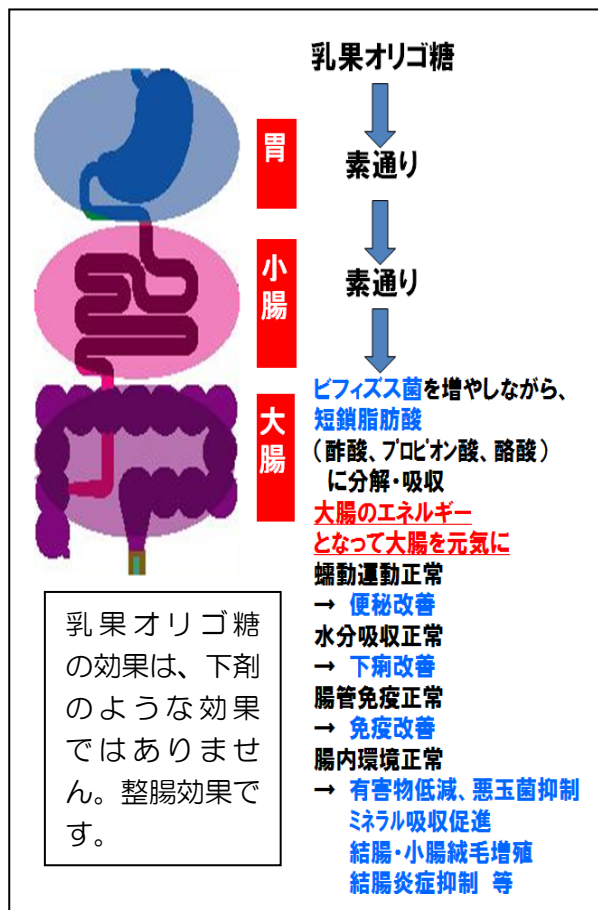 乳果オリゴ糖
胃
素通り
小腸
素通り
大腸
ビフィズス菌を増やしながら、
短鎖脂肪酸
(酢酸、プロピオン酸、酪酸)
に分解・吸収
大腸のエネルギー
となって大腸を元気に
蠕動運動正常
→ 便秘改善
水分吸収正常
→ 下痢改善
腸管免疫正常
→ 免疫改善
腸内環境正常
→ 有害物低減、悪玉菌抑制
ミネラル吸収促進
結腸・小腸絨毛増殖
結腸炎症抑制 等
乳果オリゴ糖
の効果は、下剤
のような効果
ではありませ
ん。整腸効果で
す。